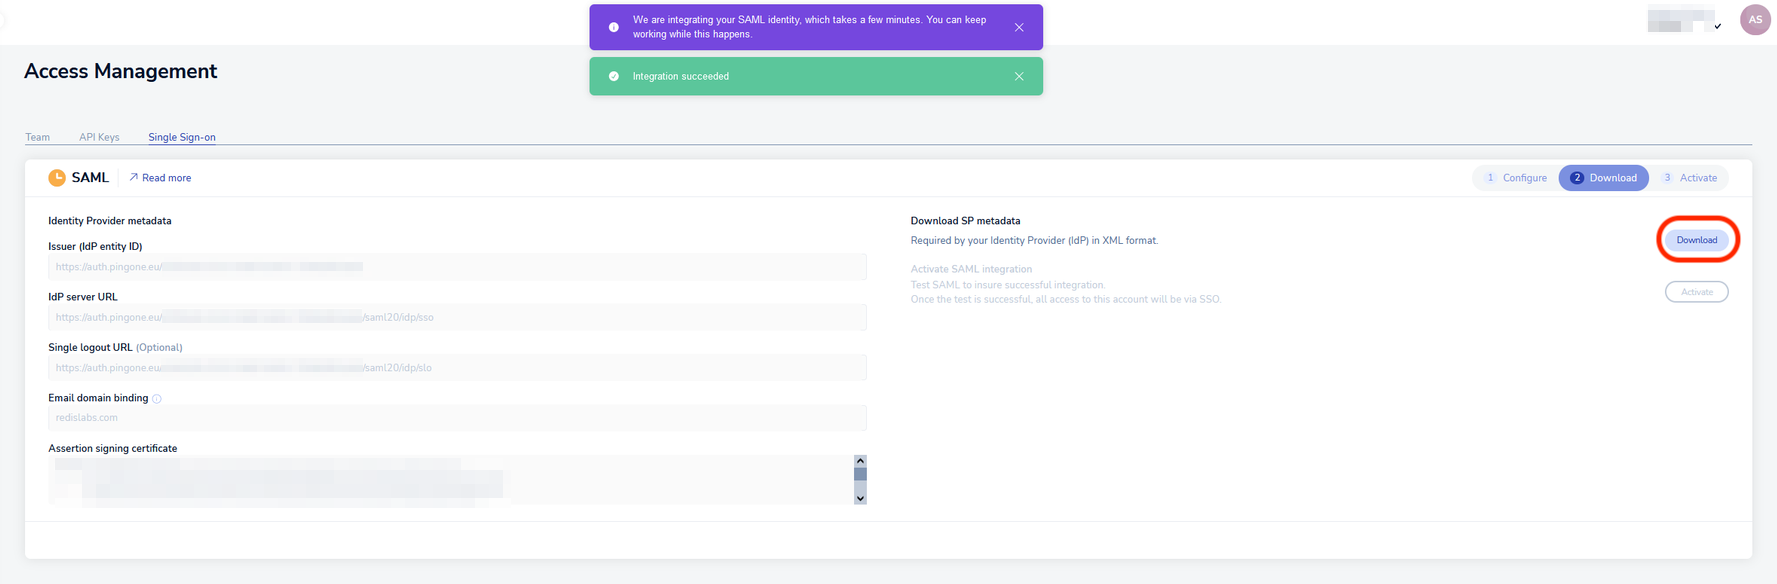 We are integrating your SAML identity, which takes a few minutes. You can keep
working while this happens.
AS
Integration succeeded
Access Management
Team API Keys Single Sign-on
SAML Read more
1 Configure 2 Download 3 Activate
Identity Provider metadata
Issuer (IdP entity ID)
https://auth.pingone.eu/
IdP server URL
https://auth.pingone.eu/ /saml20/idp/sso
Single logout URL (Optional)
https://auth.pingone.eu/ /saml20/idp/slo
Email domain binding
redislabs.com
Assertion signing certificate
Download SP metadata
Required by your Identity Provider (IdP) in XML format.
Download
Activate SAML integration
Test SAML to insure successful integration.
Once the test is successful, all access to this account will be via SSO.
Activate